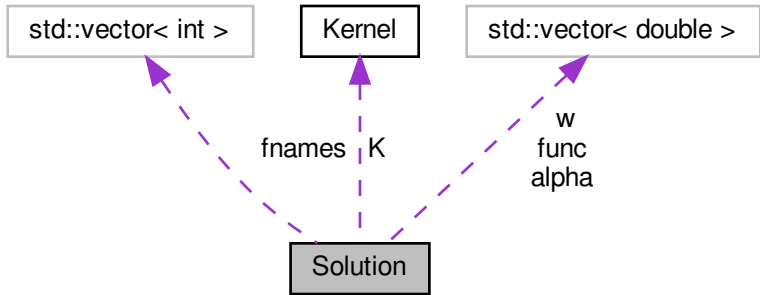 std::vector< int >
Kernel
std::vector< double >
fnames
K
w
func
alpha
Solution